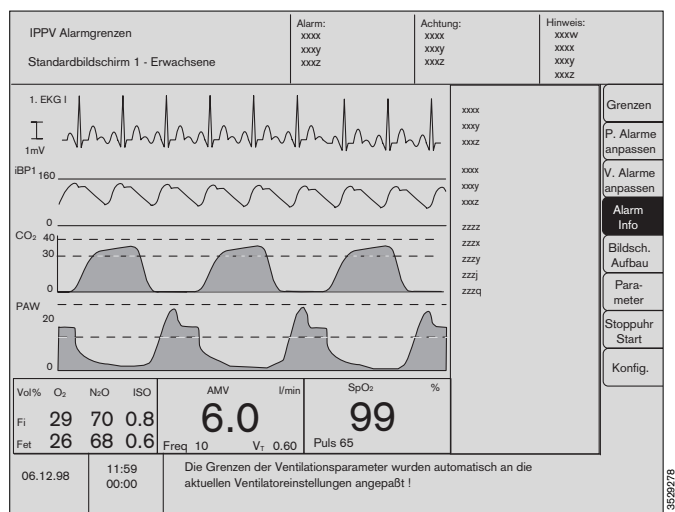 IPPV Alarmgrenzen
Standardbildschirm 1 - Erwachsene
Alarm:
xxxx
xxxy
xxxz
Achtung:
xxxx
xxxy
xxxz
Hinweis:
xxxw
xxxx
xxxy
xxxz
1. EKG I
1mV
iBP1 160
0
CO₂ 40
30
0
PAW
20
0
xxxx
xxxy
xxxz
xxxx
xxxy
xxxz
zzzz
zzzx
zzzy
zzzj
zzzq
Grenzen
P. Alarme
anpassen
V. Alarme
anpassen
Alarm
Info
Bildsch.
Aufbau
Para-
meter
Stoppuhr
Start
Konfig.
Vol% O₂ N₂O ISO
Fi 29 70 0.8
Fet 26 68 0.6
AMV l/min
6.0
Freq 10 V₁ 0.60
SpO₂ %
99
Puls 65
06.12.98
11:59
00:00
Die Grenzen der Ventilationsparameter wurden automatisch an die
aktuellen Ventilatoreinstellungen angepaßt !
3529278